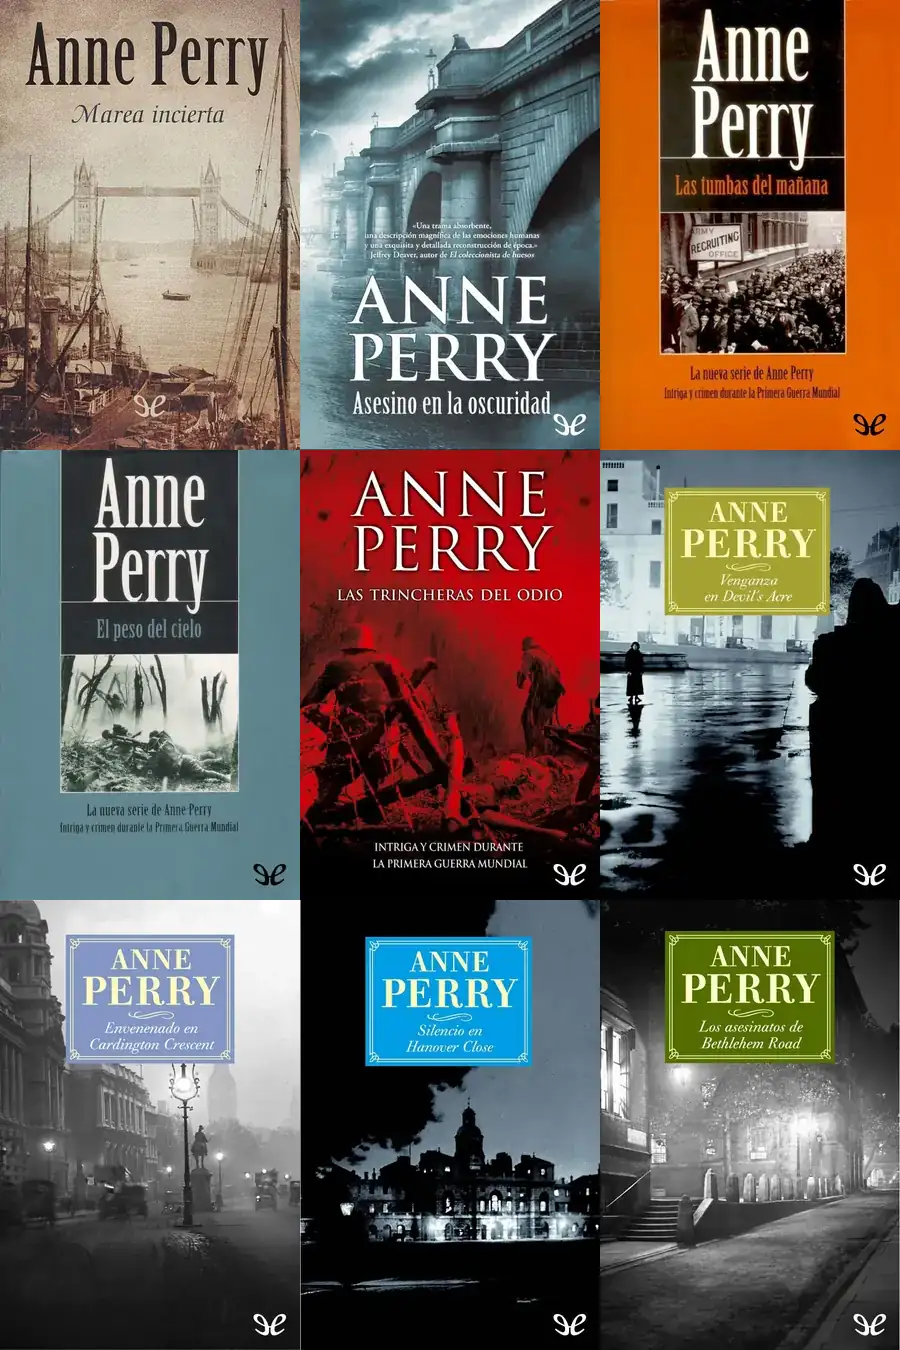 Anne Perry
Marea incierta
«Una trama absorbente,
una descripción magnífica de las emociones humanas
y una exquisita y detallada reconstrucción de época.»
Jeffrey Deaver, autor de El coleccionista de huesos
ANNE
PERRY
Asesino en la oscuridad
Anne
Perry
Las tumbas del mañana
ARMY
RECRUITING
OFFICE
La nueva serie de Anne Perry
Intriga y crimen durante la Primera Guerra Mundial
Anne
Perry
El peso del cielo
La nueva serie de Anne Perry
Intriga y crimen durante la Primera Guerra Mundial
ANNE
PERRY
LAS TRINCHERAS DEL ODIO
INTRIGA Y CRIMEN DURANTE
LA PRIMERA GUERRA MUNDIAL
ANNE
PERRY
Venganza
en Devil's Acre
ANNE
PERRY
Envenenado en
Cardington Crescent
ANNE
PERRY
Silencio en
Hanover Close
ANNE
PERRY
Los asesinatos de
Bethlehem Road